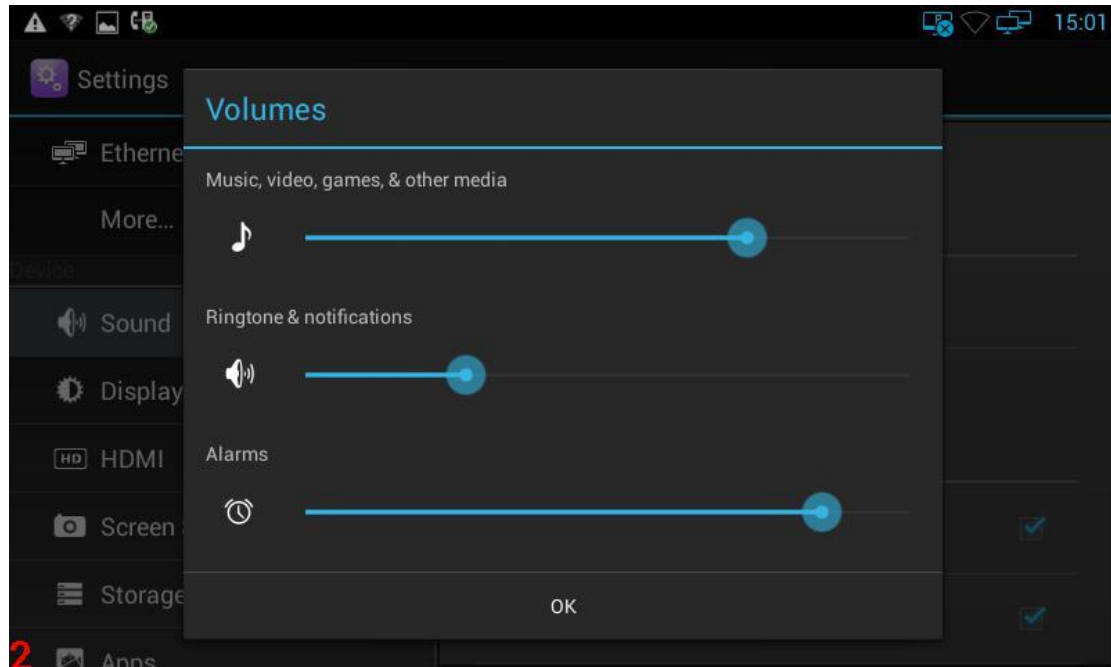 15:01
Settings
Volumes
Etherne
Music, video, games, & other media
More...
Device
Sound
Ringtone & notifications
Display
HD HDMI
Alarms
Screen
Storage
OK
2
Apps